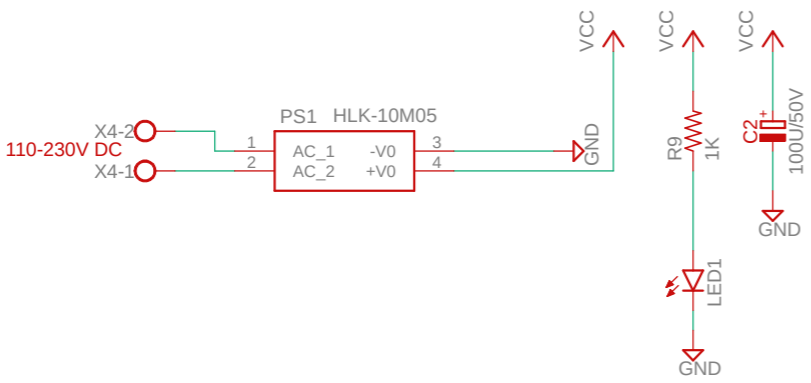 VCC
VCC
VCC
PS1 HLK-10M05
X4-2
110-230V DC
X4-1
1
2
AC_1
AC_2
-V0
+V0
3
4
GND
R9
1K
C2
+
100U/50V
GND
LED1
GND